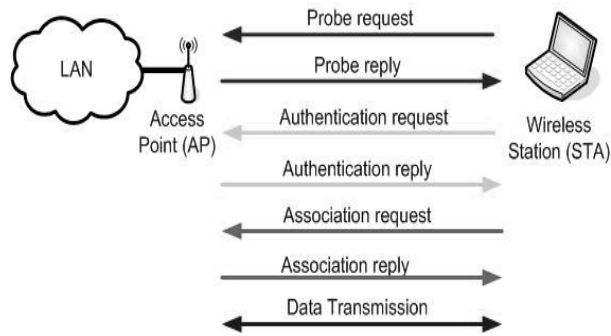 Probe request
LAN
Probe reply
Access
Point (AP)
Authentication request
Wireless
Station (STA)
Authentication reply
Association request
Association reply
Data Transmission